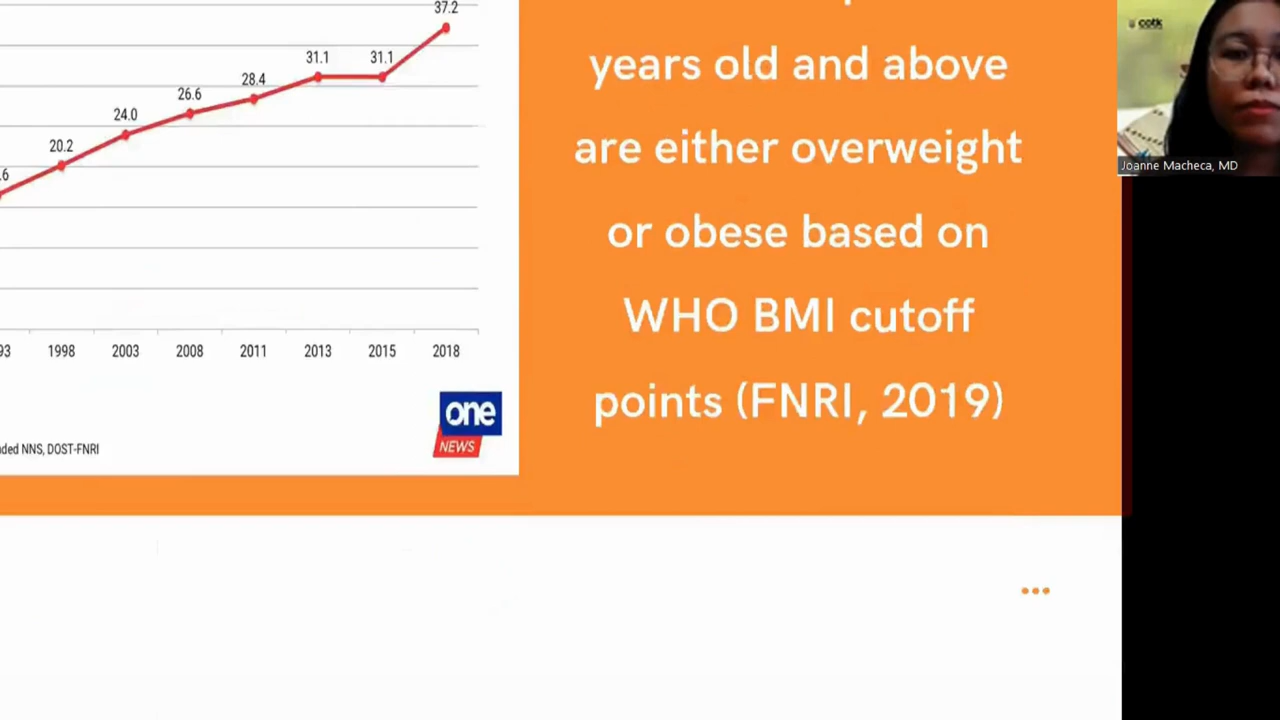 37.2
31.1
31.1
28.4
26.6
24.0
20.2
.6
93 1998 2003 2008 2011 2013 2015 2018
NNS, DOST-FNRI
one
NEWS
years old and above
are either overweight
or obese based on
WHO BMI cutoff
points (FNRI, 2019)
•••
cotk
Joanne Macheca, MD